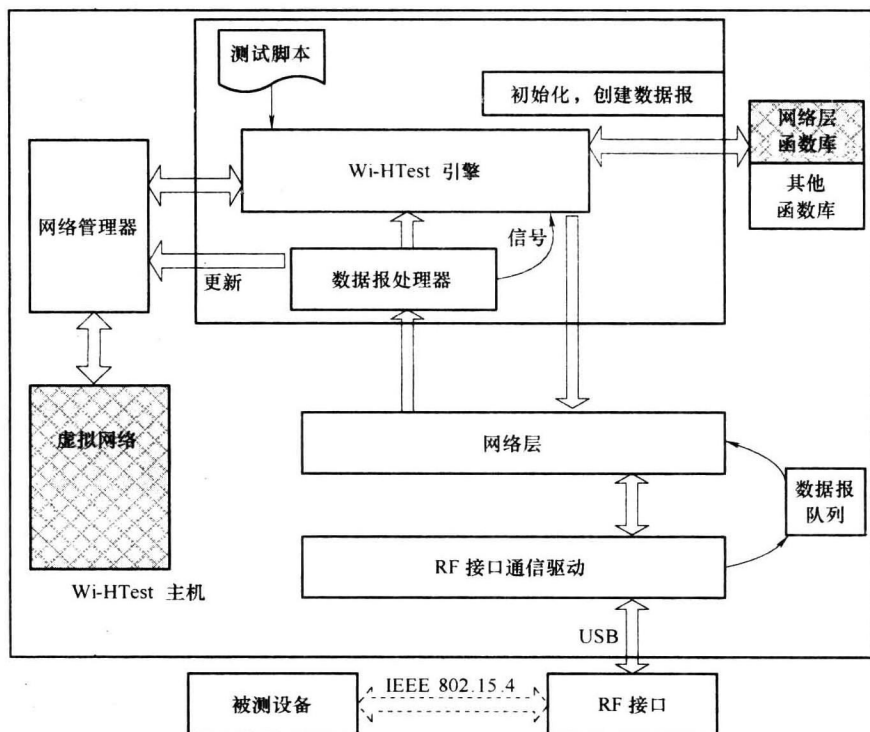 测试脚本
初始化，创建数据报
网络层
函数库
其他
函数库
Wi-HTest 引擎
网络管理器
信号
数据报处理器
更新
虚拟网络
网络层
数据报
队列
RF 接口通信驱动
Wi-HTest 主机
USB
IEEE 802.15.4
被测设备
RF 接口